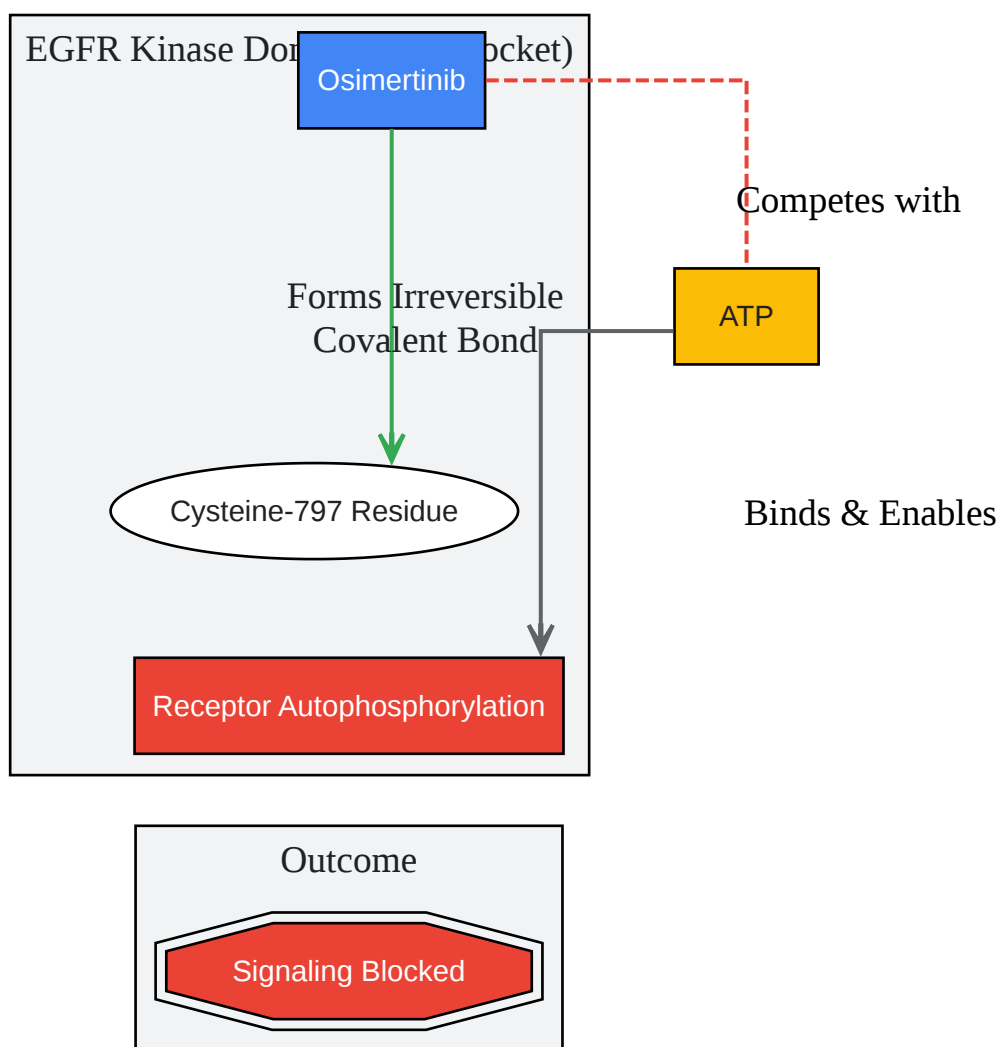 EGFR Kinase Do ocket)
Osimertinib
Competes with
Forms Irreversible
Covalent Bond
ATP
Cysteine-797 Residue
Binds & Enables
Receptor Autophosphorylation
Outcome
Signaling Blocked